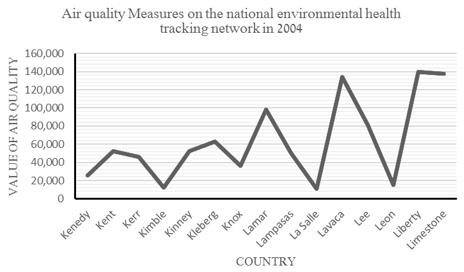 Air quality Measures on the national environmental health
tracking network in 2004
VALUE OF AIR QUALITY
160,000
140,000
120,000
100,000
80,000
60,000
40,000
20,000
0
Kenedy
Kent
Kerr
Kimble
Kinney
Kleberg
Knox
Lamar
Lampasas
La Salle
Lavaca
Lee
Leon
Liberty
Limestone
COUNTRY